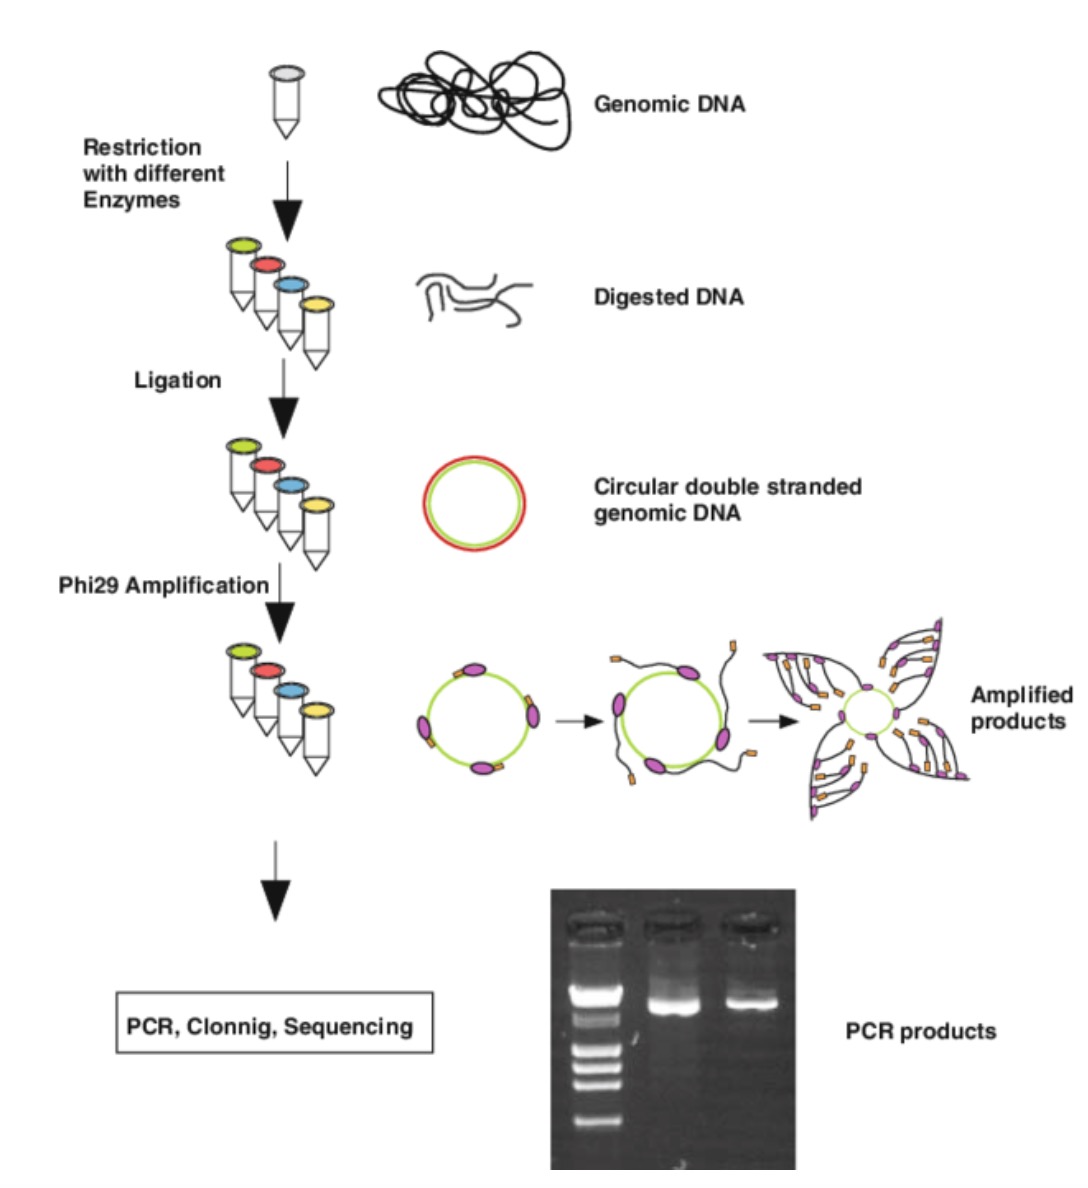 Genomic DNA
Restriction
with different
Enzymes
Digested DNA
Ligation
Circular double stranded
genomic DNA
Phi29 Amplification
Amplified
products
PCR, Clonnig, Sequencing
PCR products